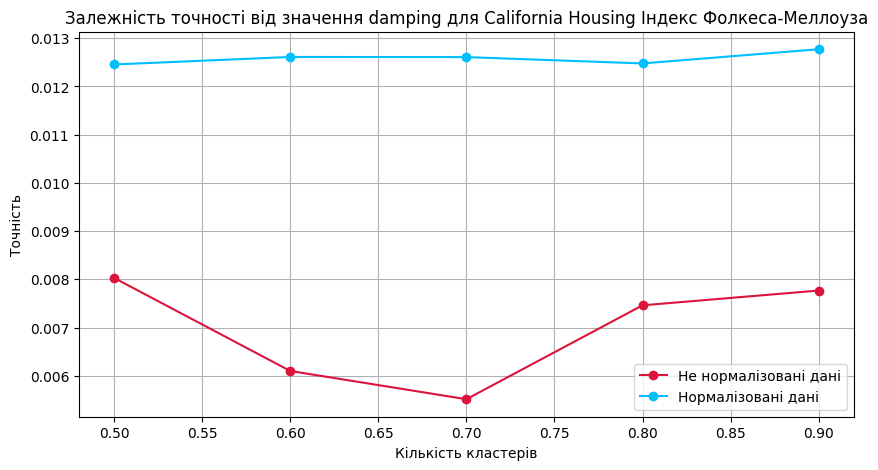 Залежність точності від значення damping для California Housing Індекс Фолкеса-Меллоуза
0.013
0.012
0.011
0.010
0.009
0.008
0.007
0.006
Точність
0.50 0.55 0.60 0.65 0.70 0.75 0.80 0.85 0.90
Кількість кластерів
Не нормалізовані дані
Нормалізовані дані